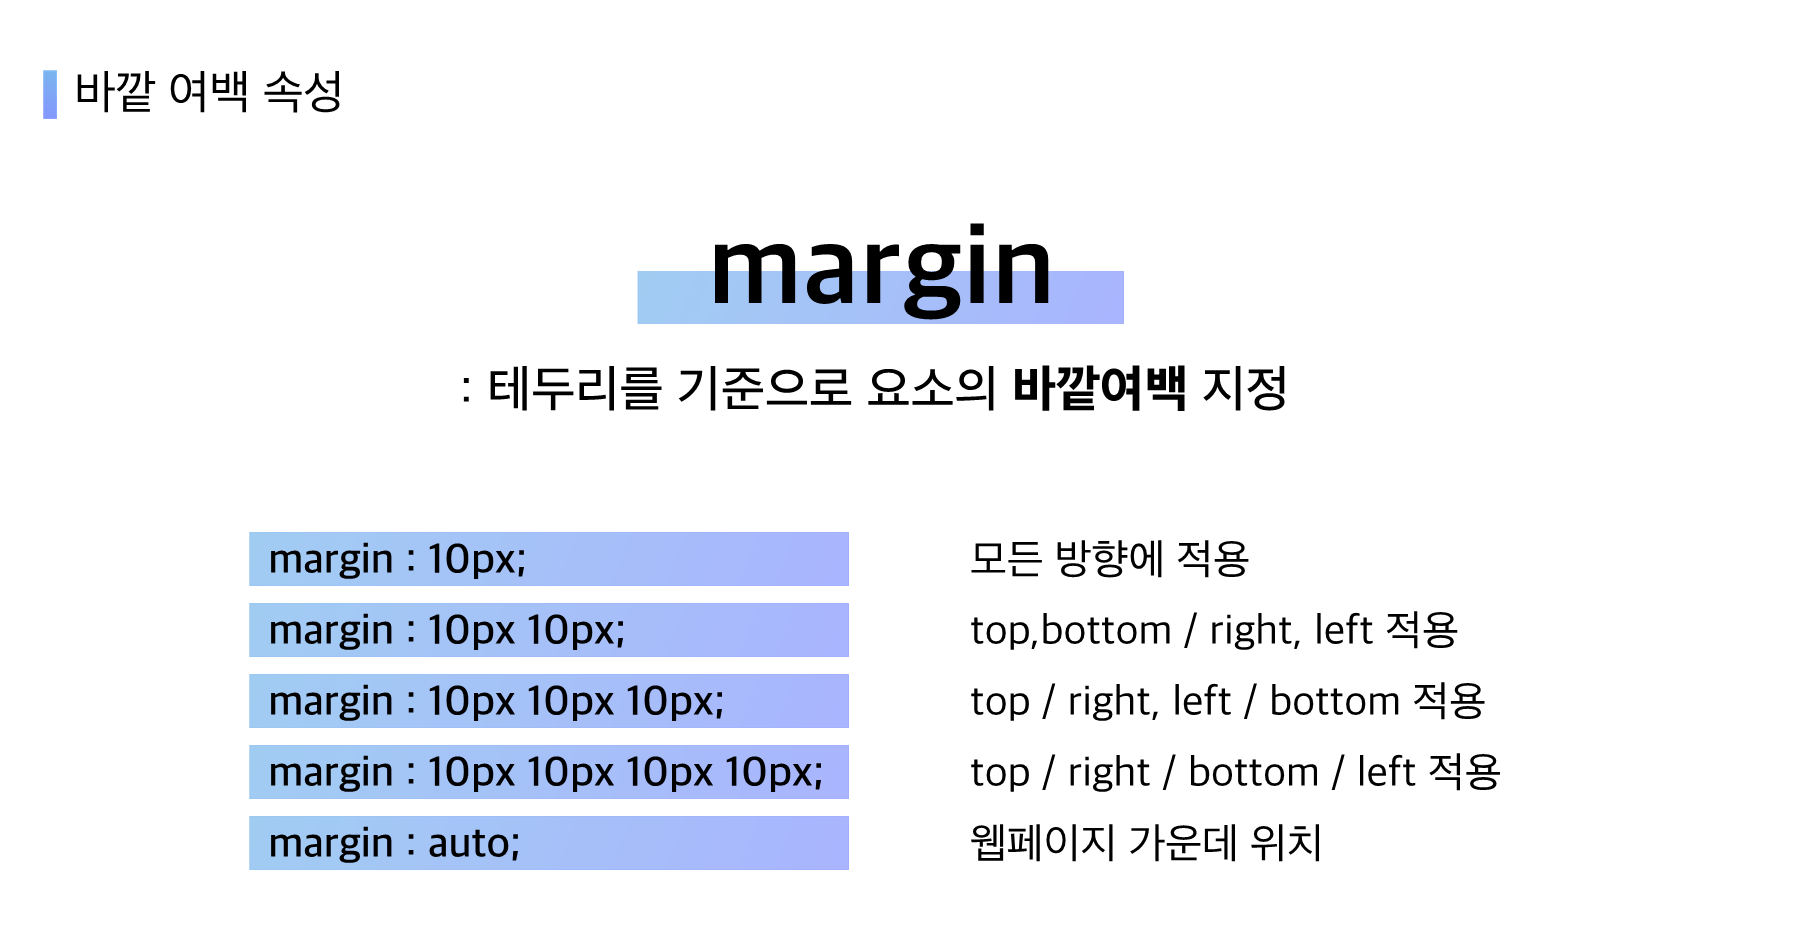 바깥 여백 속성
margin
: 테두리를 기준으로 요소의 바깥여백 지정
margin : 10px; 모든 방향에 적용
margin : 10px 10px; top,bottom / right, left 적용
margin : 10px 10px 10px; top / right, left / bottom 적용
margin : 10px 10px 10px 10px; top / right / bottom / left 적용
margin : auto; 웹페이지 가운데 위치